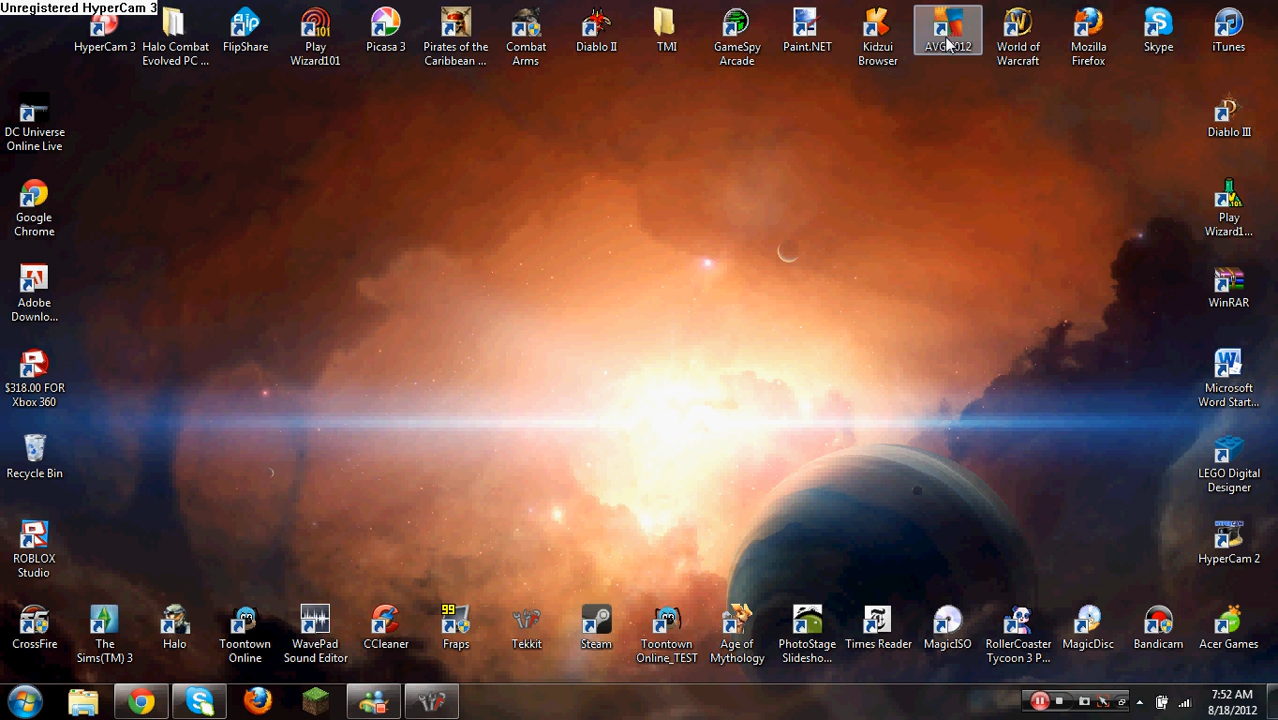 Unregistered HyperCam 3
HyperCam 3
Halo Combat
Evolved PC ...
FlipShare
Play
Wizard101
Picasa 3
Pirates of the
Caribbean ...
Combat
Arms
Diablo II
TMI
GameSpy
Arcade
Paint.NET
Kidzui
Browser
AVG 2012
World of
Warcraft
Mozilla
Firefox
Skype
iTunes
DC Universe
Online Live
Diablo III
Google
Chrome
Play
Wizard1...
Adobe
Downlo...
WinRAR
$318.00 FOR
Xbox 360
Microsoft
Word Start...
Recycle Bin
LEGO Digital
Designer
ROBLOX
Studio
HyperCam 2
CrossFire
The
Sims(TM) 3
Halo
Toontown
Online
WavePad
Sound Editor
CCleaner
99
Fraps
Tekkit
Steam
Toontown
Online_TEST
Age of
Mythology
PhotoStage
Slidesho...
Times Reader
MagicISO
RollerCoaster
Tycoon 3 P...
MagicDisc
Bandicam
Acer Games
7:52 AM
8/18/2012